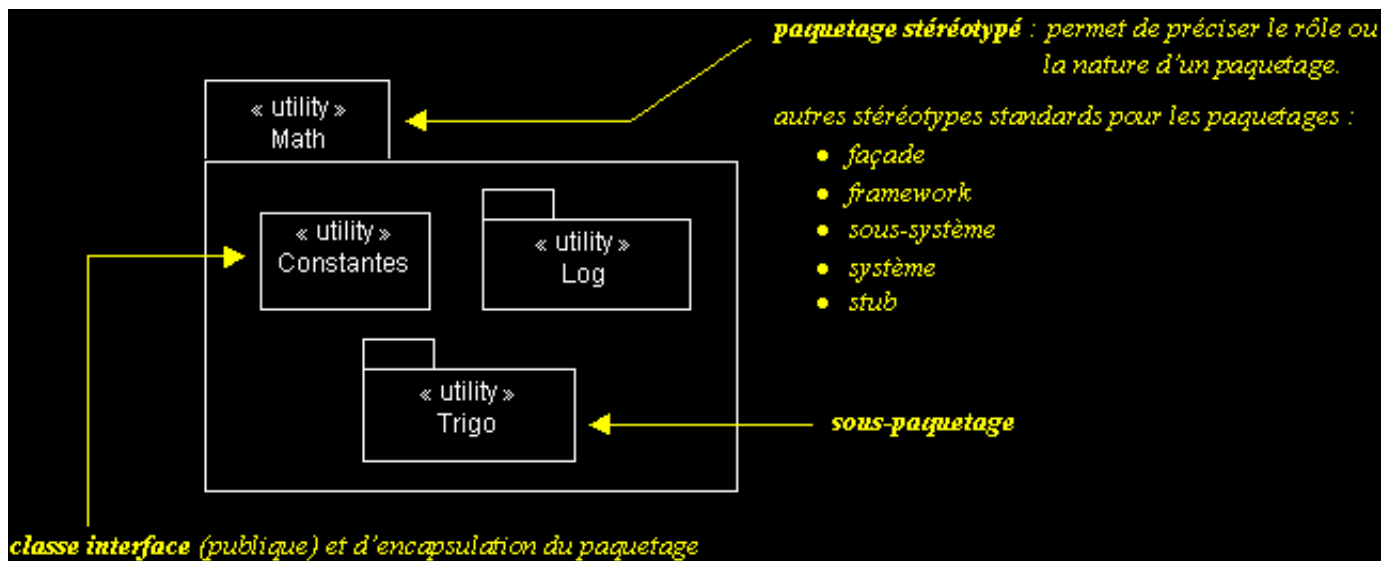 paquetage stéréotypé : permet de préciser le rôle ou
la nature d'un paquetage.
« utility »
Math
autres stéréotypes standards pour les paquetages :
• façade
• framework
• sous-système
• système
• stub
« utility »
Constantes
« utility »
Log
« utility »
Trigo
sous-paquetage
classe interface (publique) et d'encapsulation du paquetage